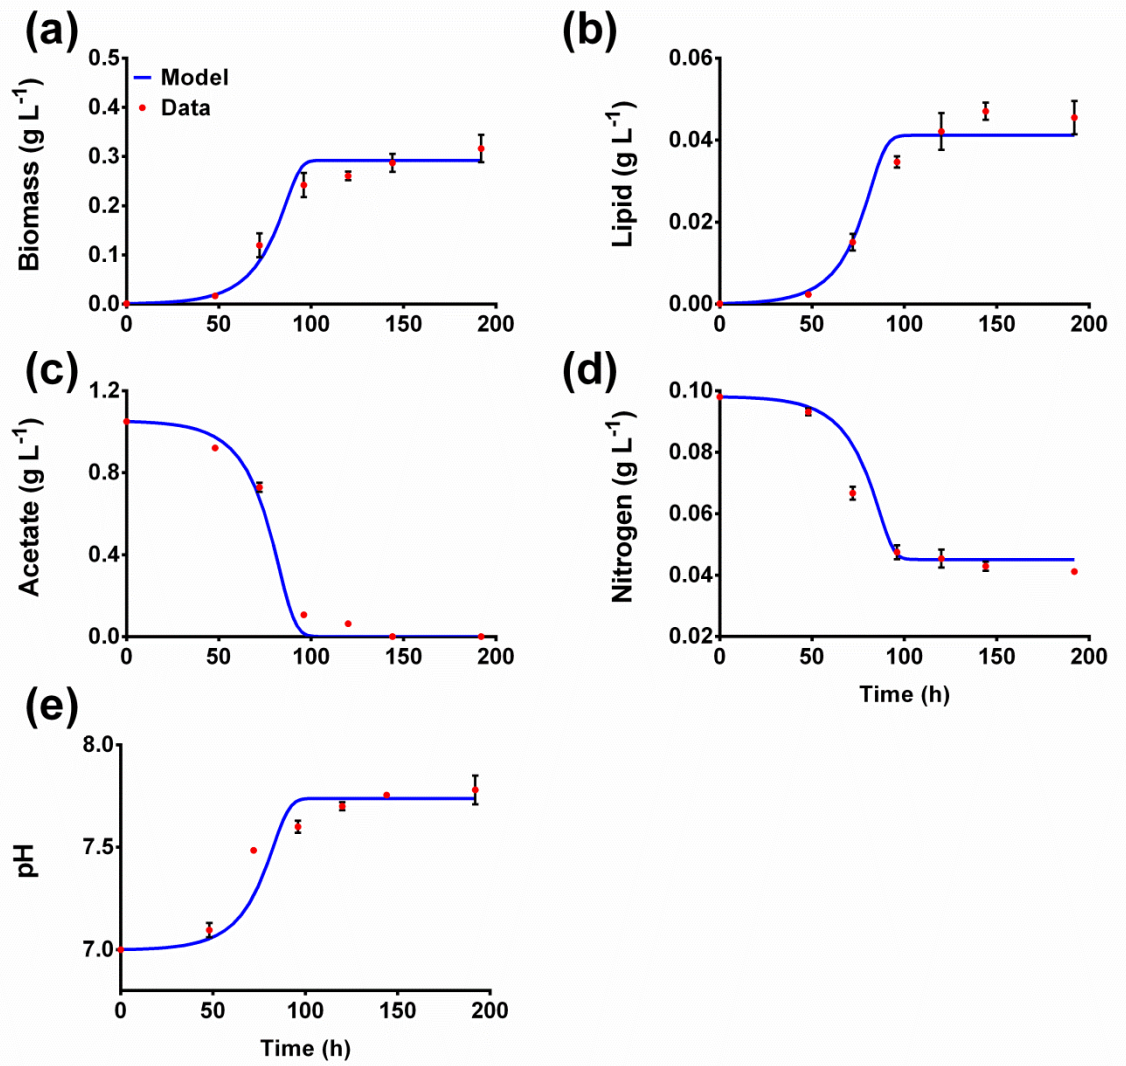 (a)
Biomass (g L-1)
0.5
0.4
0.3
0.2
0.1
0.0
Model
Data
0 50 100 150 200
(b)
Lipid (g L-1)
0.06
0.04
0.02
0.00
0 50 100 150 200
(c)
Acetate (g L-1)
1.2
0.8
0.4
0.0
0 50 100 150 200
(d)
Nitrogen (g L-1)
0.10
0.08
0.06
0.04
0.02
0 50 100 150 200
Time (h)
(e)
pH
8.0
7.5
7.0
0 50 100 150 200
Time (h)